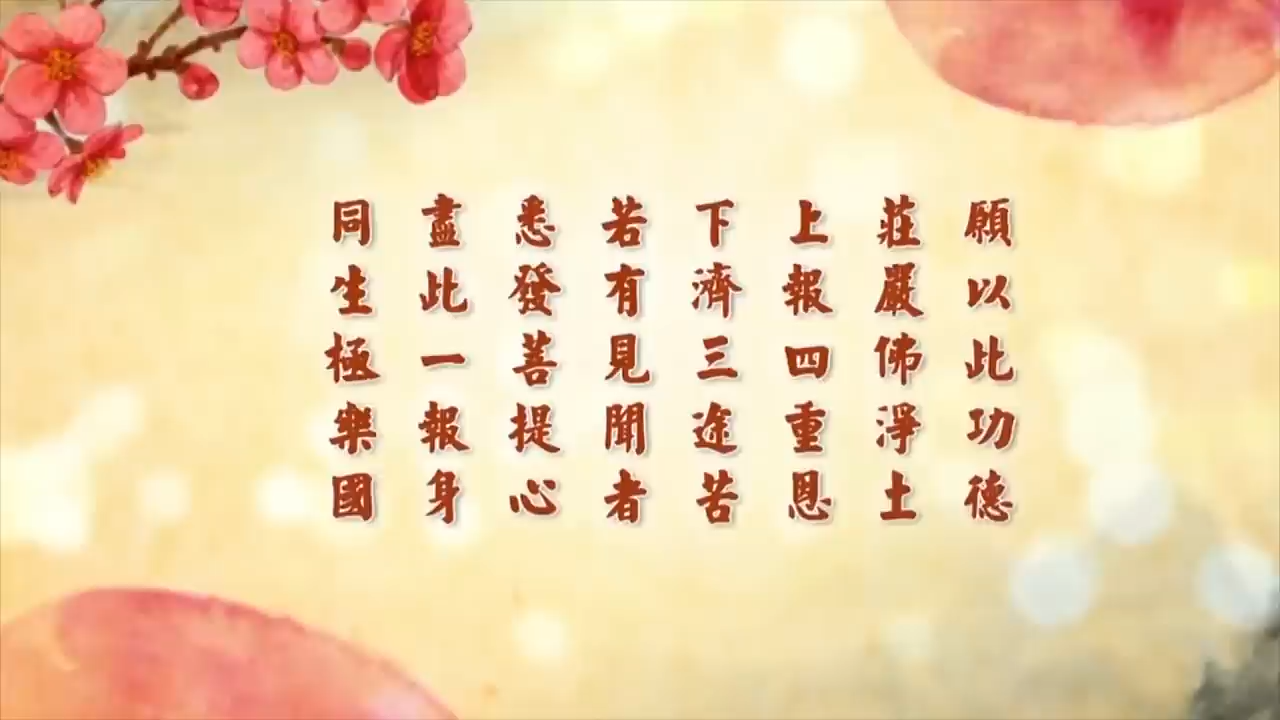 願以此功德
莊嚴佛淨土
上報四重恩
下濟三途苦
若有見聞者
悉發菩提心
盡此一報身
同生極樂國